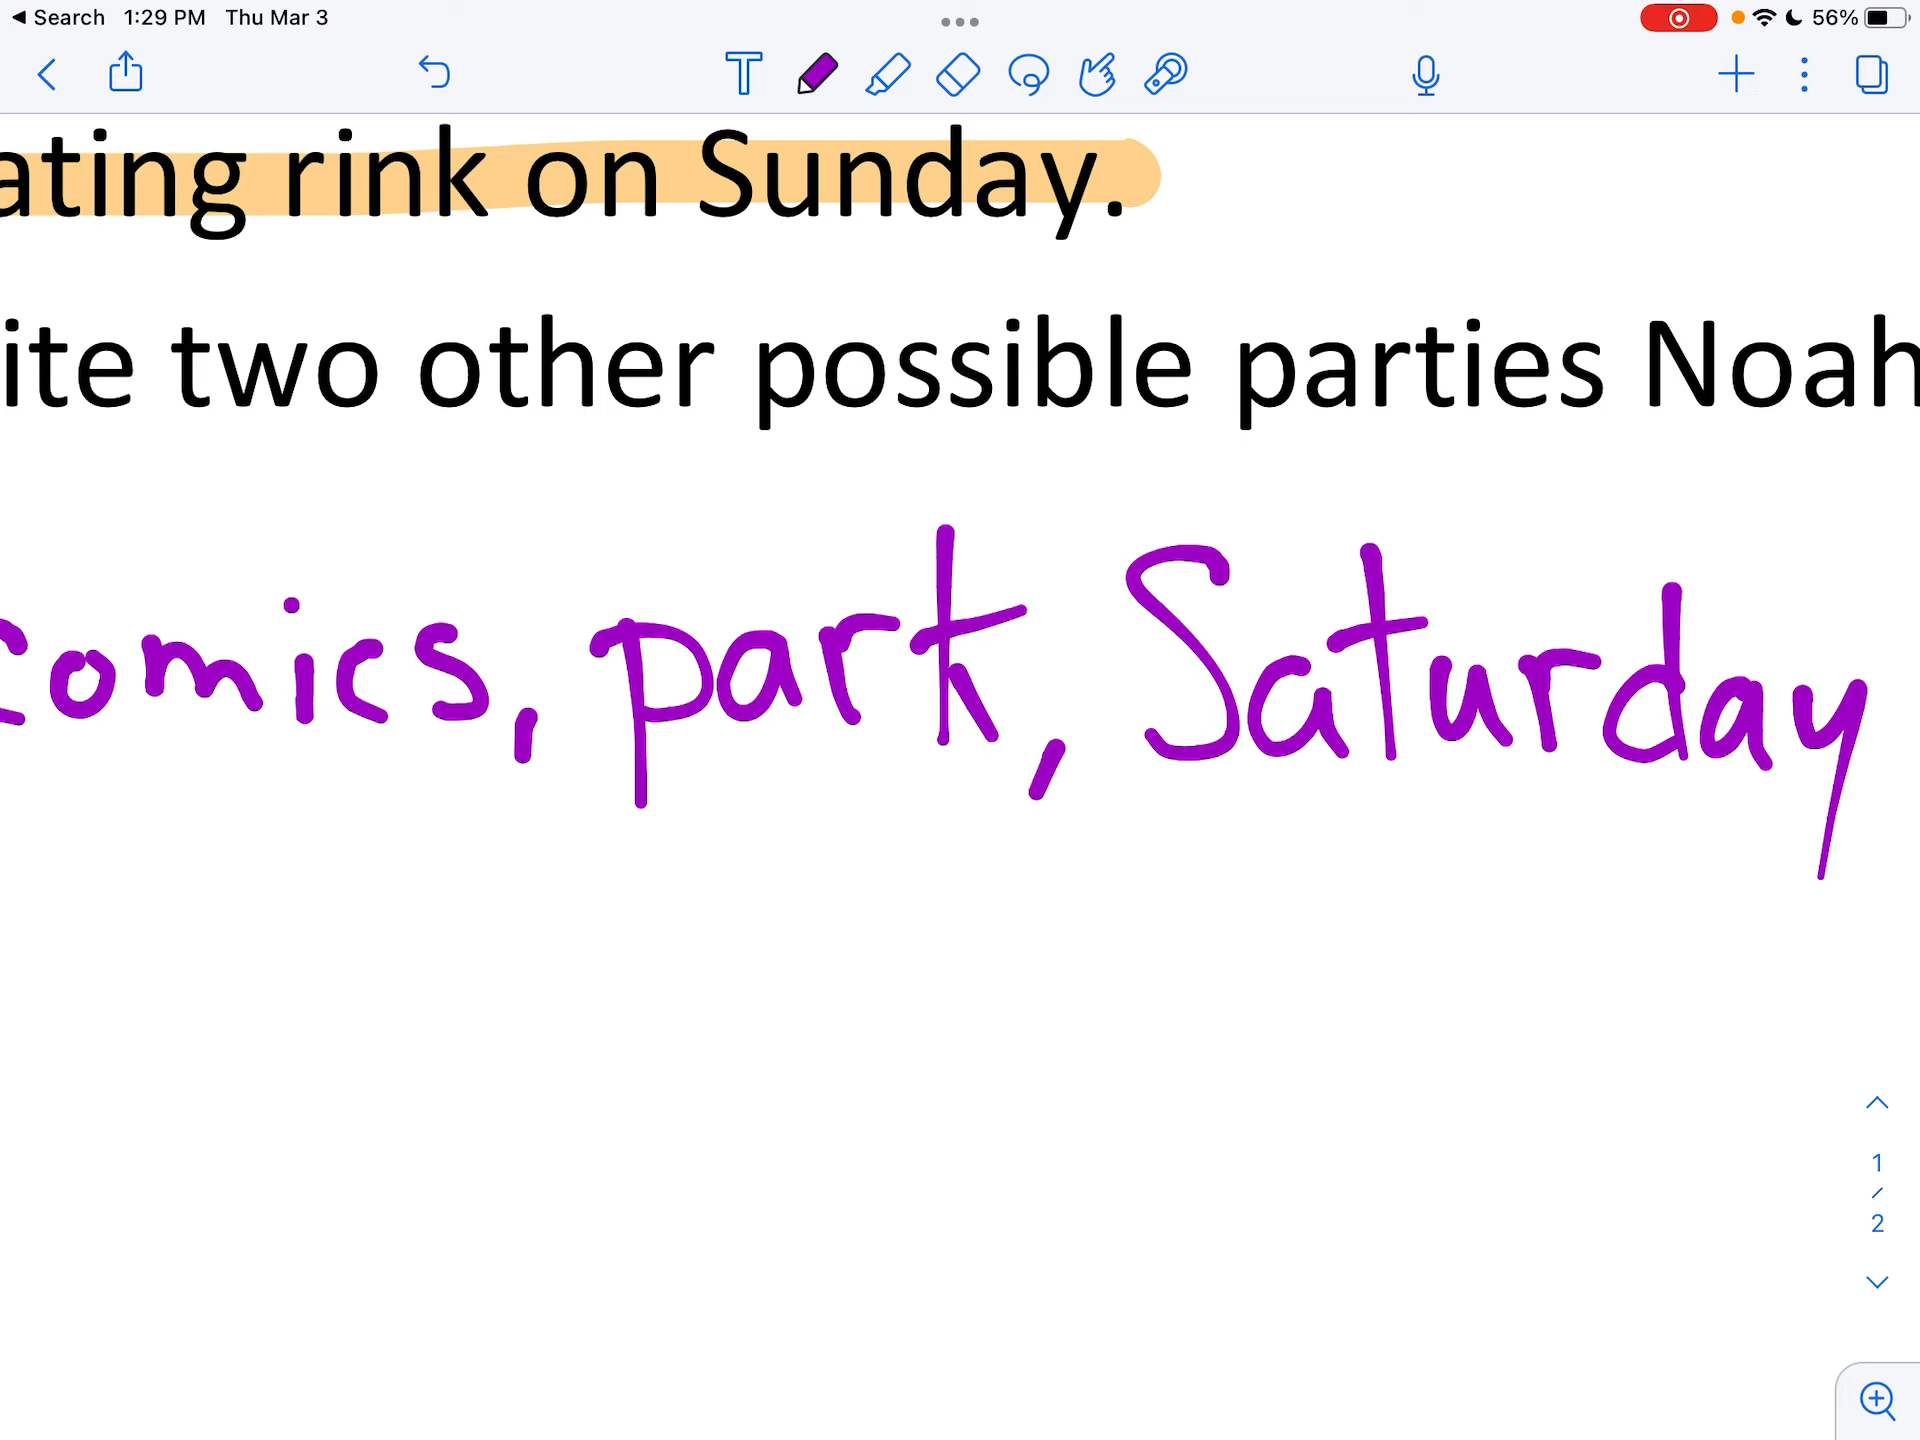 Search 1:29 PM Thu Mar 3 56%
ating rink on Sunday.
ite two other possible parties Noah
comics, park, Saturday
1
/
2